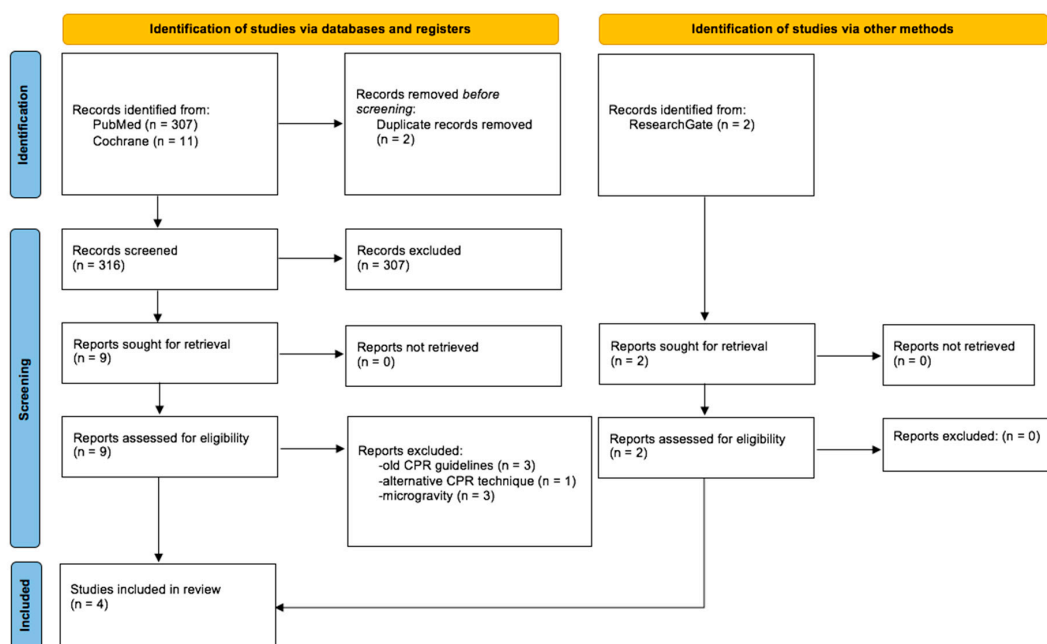 Identification of studies via databases and registers
Identification of studies via other methods
Identification
Records identified from:
PubMed (n = 307)
Cochrane (n = 11)
Records removed before
screening:
Duplicate records removed
(n = 2)
Records identified from:
ResearchGate (n = 2)
Screening
Records screened
(n = 316)
Records excluded
(n = 307)
Reports sought for retrieval
(n = 9)
Reports not retrieved
(n = 0)
Reports sought for retrieval
(n = 2)
Reports not retrieved
(n = 0)
Reports assessed for eligibility
(n = 9)
Reports excluded:
-old CPR guidelines (n = 3)
-alternative CPR technique (n = 1)
-microgravity (n = 3)
Reports assessed for eligibility
(n = 2)
Reports excluded: (n = 0)
Included
Studies included in review
(n = 4)